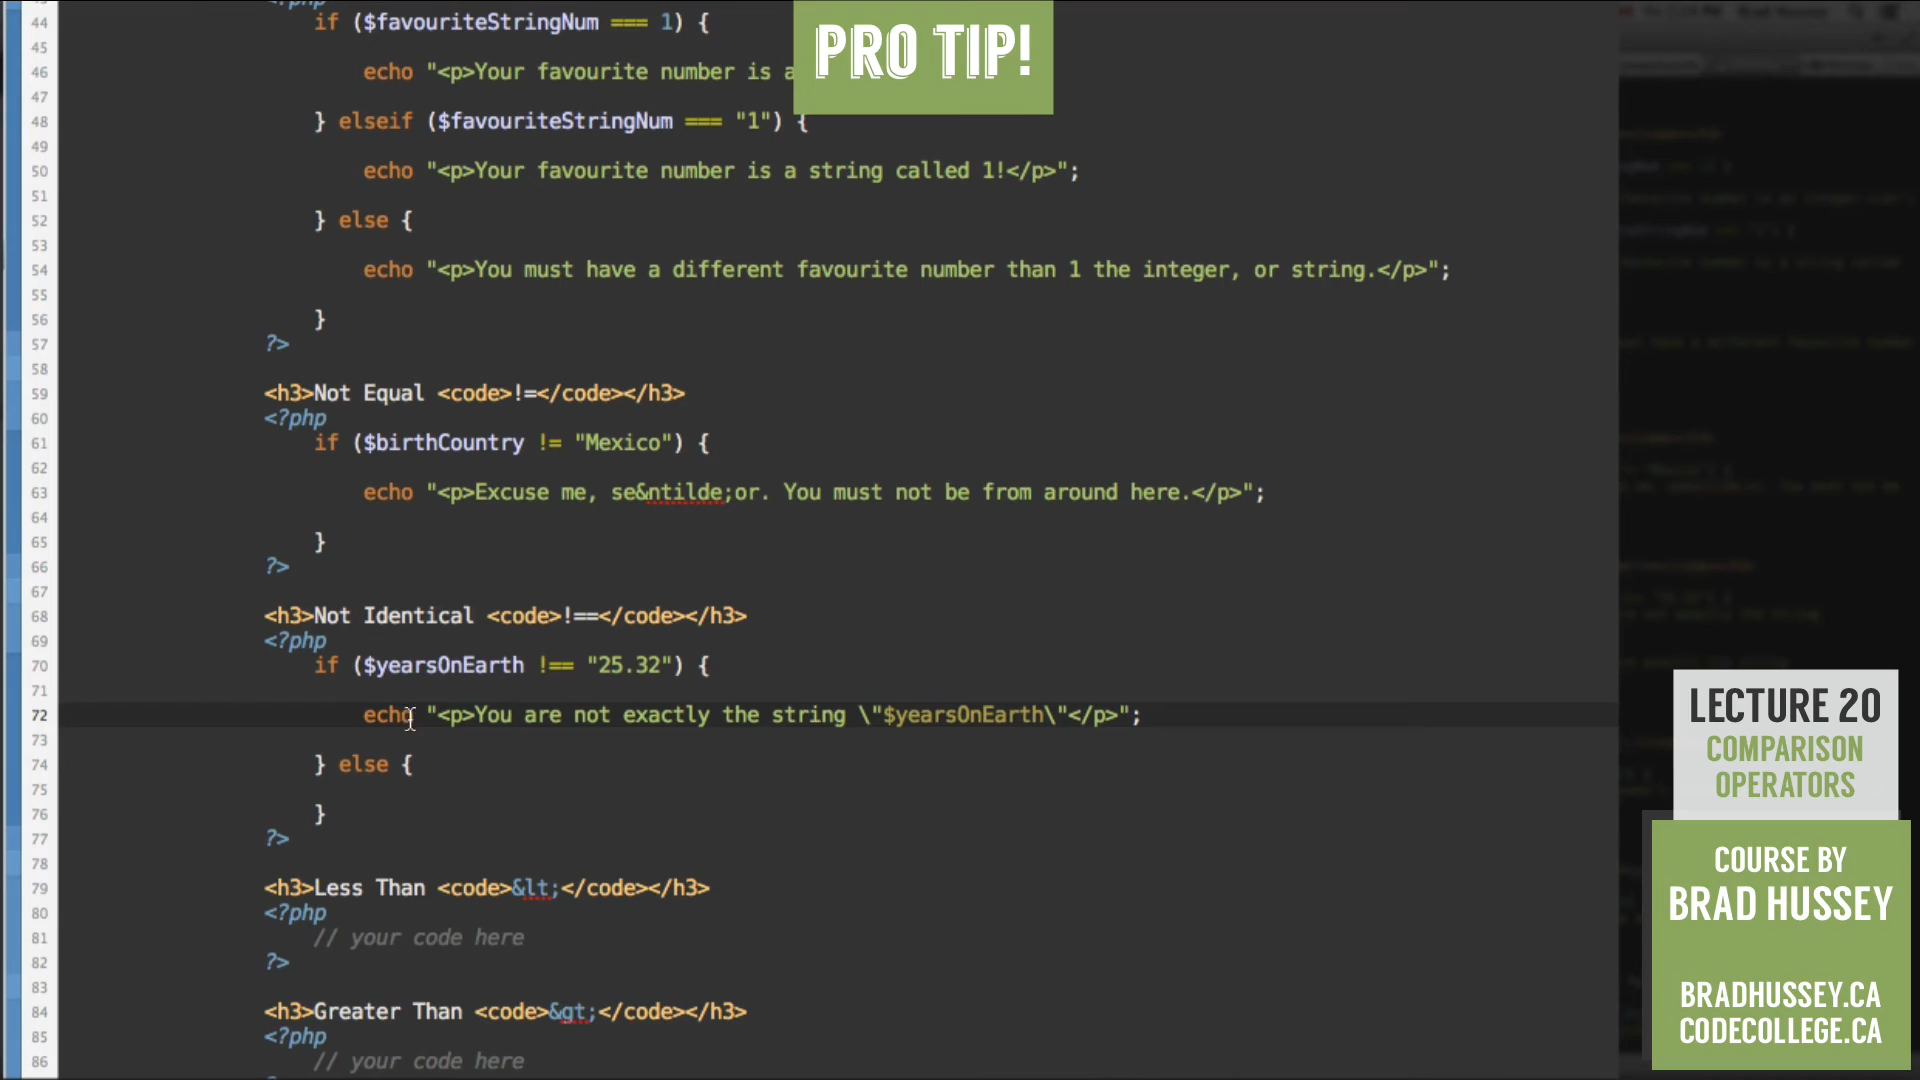 <?php
44 if ($favouriteStringNum === 1) {
45
46 echo "<p>Your favourite number is a
47
48 } elseif ($favouriteStringNum === "1") {
49
50 echo "<p>Your favourite number is a string called 1!</p>";
51
52 } else {
53
54 echo "<p>You must have a different favourite number than 1 the integer, or string.</p>";
55
56 }
57 ?>
58
59 <h3>Not Equal <code>!=</code></h3>
60 <?php
61 if ($birthCountry != "Mexico") {
62
63 echo "<p>Excuse me, se&ntilde;or. You must not be from around here.</p>";
64
65 }
66 ?>
67
68 <h3>Not Identical <code>!==</code></h3>
69 <?php
70 if ($yearsOnEarth !== "25.32") {
71
72 echo "<p>You are not exactly the string \"$yearsOnEarth\"</p>";
73
74 } else {
75
76 }
77 ?>
78
79 <h3>Less Than <code>&lt;</code></h3>
80 <?php
81 // your code here
82 ?>
83
84 <h3>Greater Than <code>&gt;</code></h3>
85 <?php
86 // your code here
PRO TIP!
LECTURE 20
COMPARISON
OPERATORS
COURSE BY
BRAD HUSSEY
BRADHUSSEY.CA
CODECOLLEGE.CA